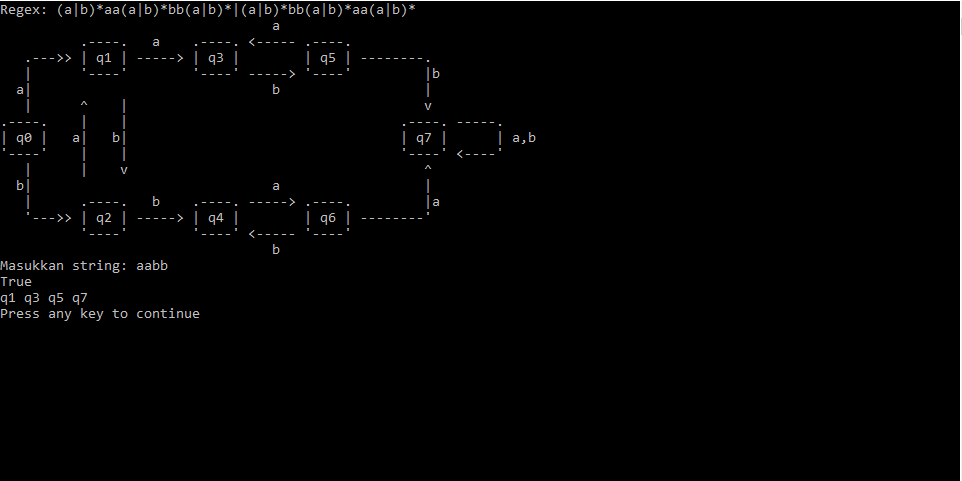 Regex: (a|b)*aa(a|b)*bb(a|b)*|(a|b)*bb(a|b)*aa(a|b)*
                                  a
          .----.   a    .----. <----- .----.
   .--->> | q1 | -----> | q3 |        | q5 | --------.
   |      '----'        '----' -----> '----'         |b
  a|                              b                  |
   |      ^    |                                     v
.----.    |    |                                  .----. -----.
| q0 |   a|   b|                                  | q7 |      | a,b
'----'    |    |                                  '----' <----'
   |      |    v                                     ^
  b|                              a                  |
   |      .----.   b    .----. -----> .----.         |a
   '--->> | q2 | -----> | q4 |        | q6 | --------'
          '----'        '----' <----- '----'
                                  b
Masukkan string: aabb
True
q1 q3 q5 q7
Press any key to continue